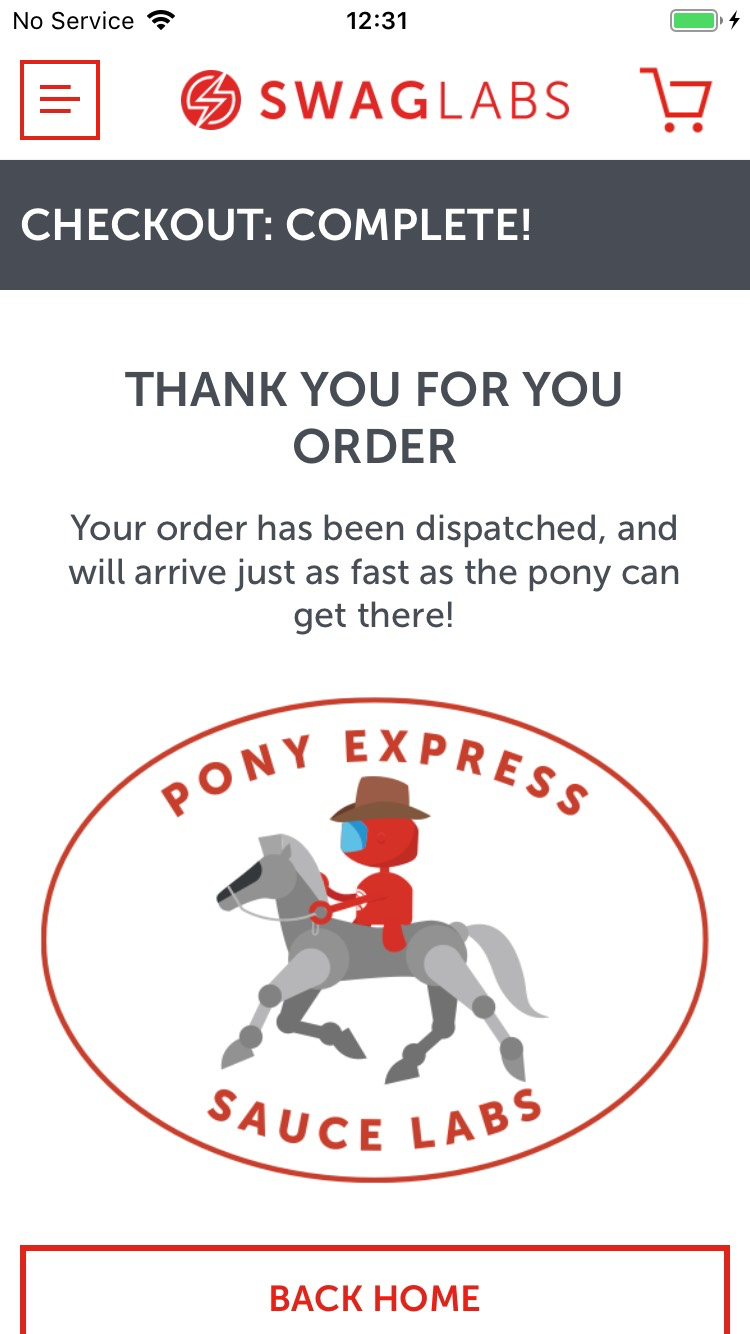 No Service
12:31
SWAGLABS
CHECKOUT: COMPLETE!
THANK YOU FOR YOU
ORDER
Your order has been dispatched, and
will arrive just as fast as the pony can
get there!
PONY EXPRESS
SAUCE LABS
BACK HOME